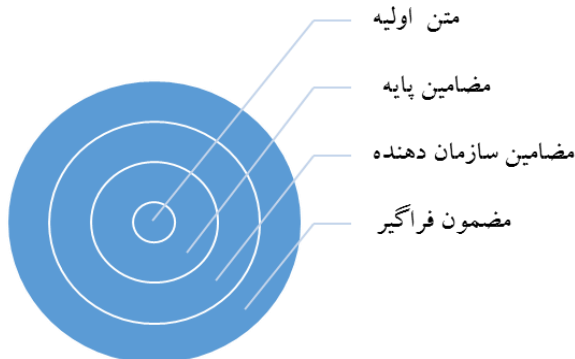 متن اولیه
مضامین پایه
مضامین سازمان دهنده
مضمون فراگیر